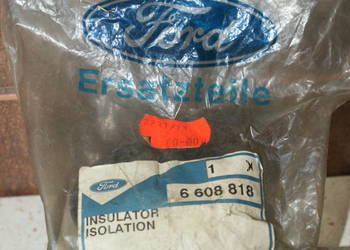 Ford
Ersatzteile
1 X
Ford
6 608 818
INSULATOR
ISOLATION